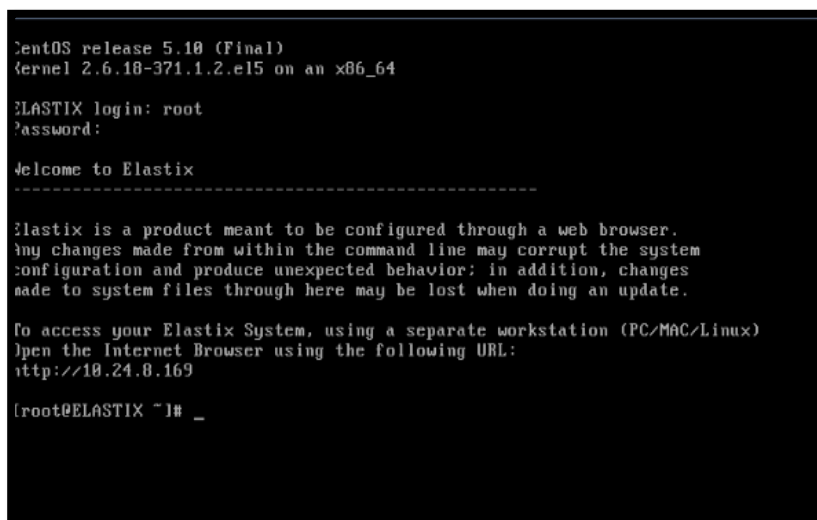 CentOS release 5.10 (Final)
Kernel 2.6.18-371.1.2.el5 on an x86_64
ELASTIX login: root
Password:
Welcome to Elastix
----------------------------------------------------
Elastix is a product meant to be configured through a web browser.
Any changes made from within the command line may corrupt the system
configuration and produce unexpected behavior; in addition, changes
made to system files through here may be lost when doing an update.
To access your Elastix System, using a separate workstation (PC/MAC/Linux)
Open the Internet Browser using the following URL:
http://10.24.8.169
[root@ELASTIX ~]# _